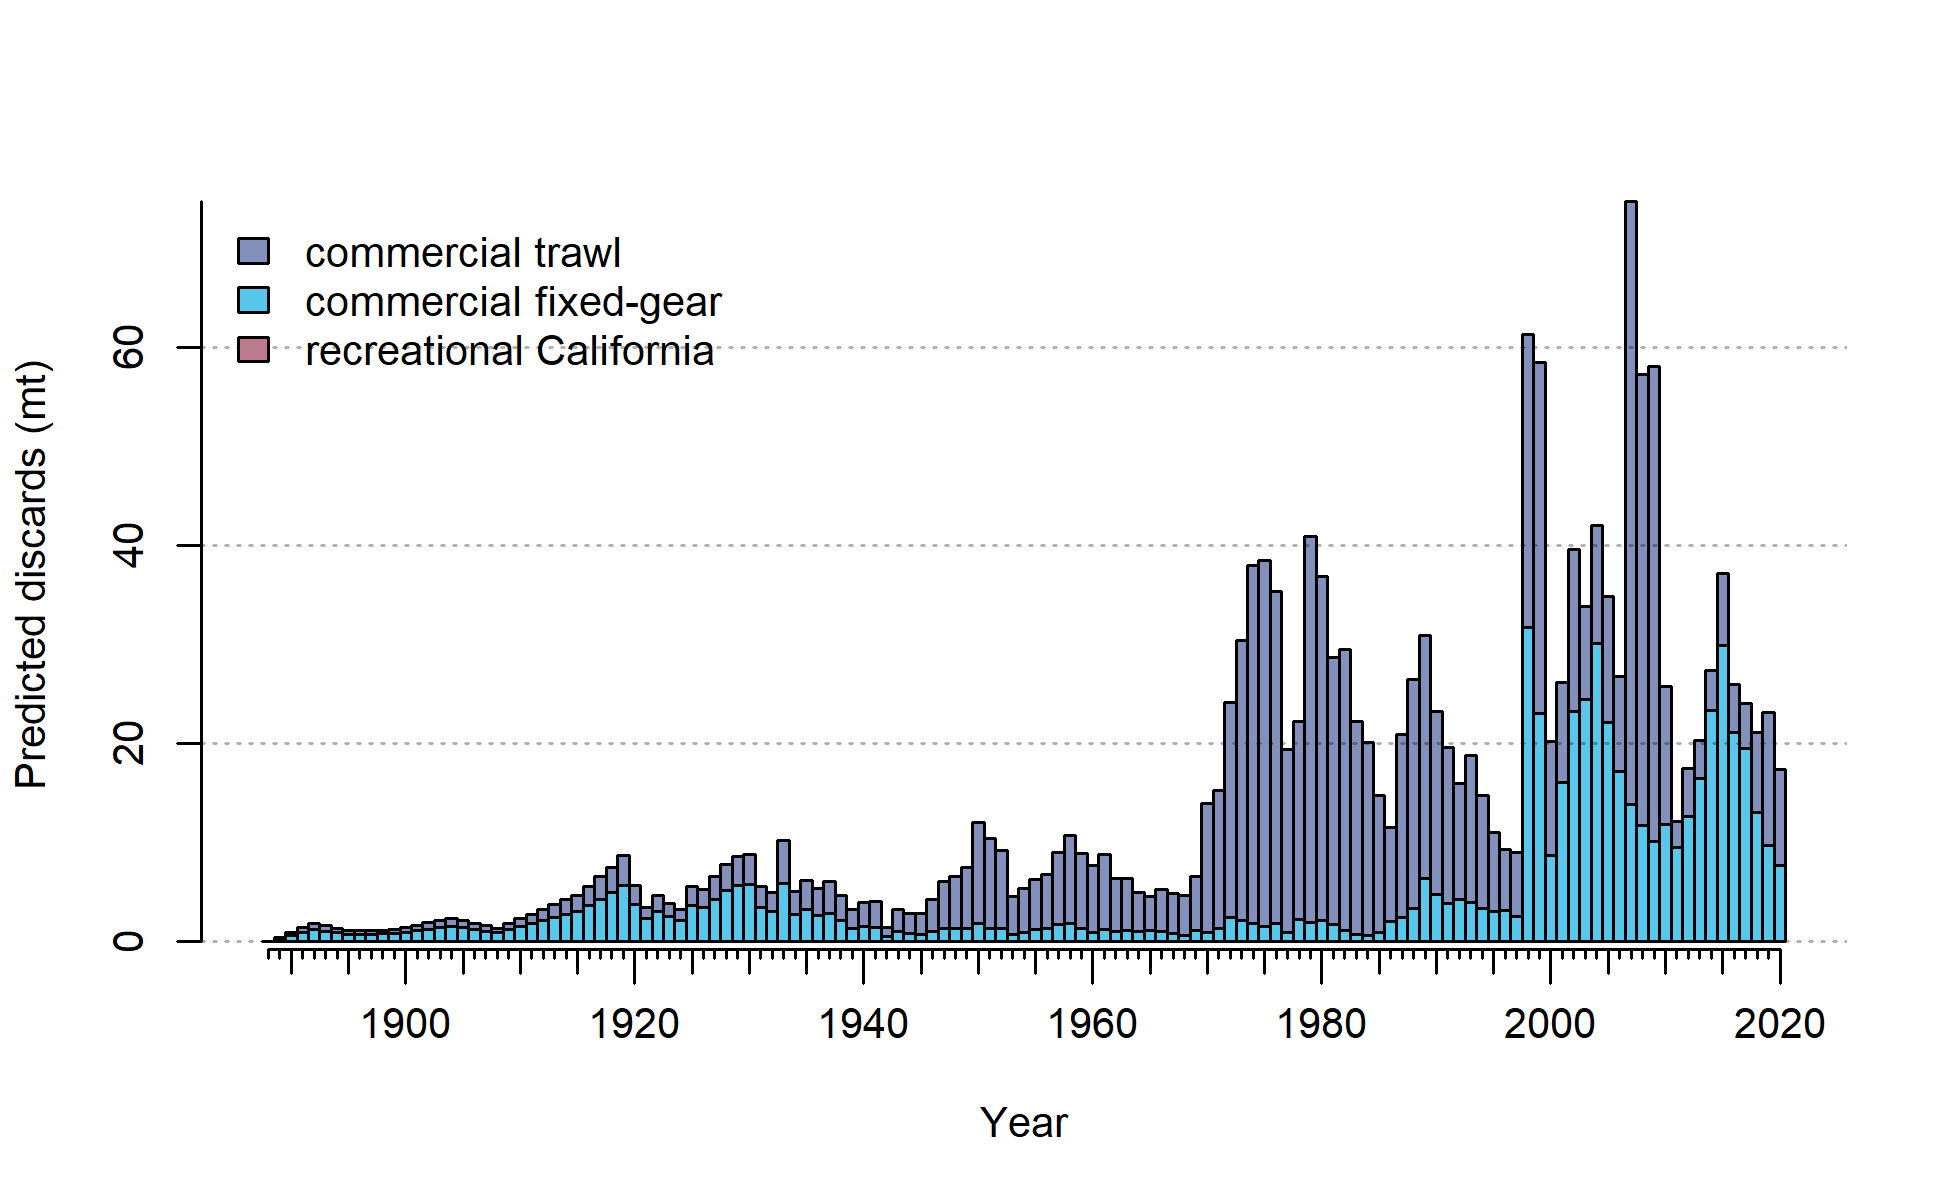 commercial trawl
commercial fixed-gear
recreational California
Predicted discards (mt)
60
40
20
0
1900 1920 1940 1960 1980 2000 2020
Year